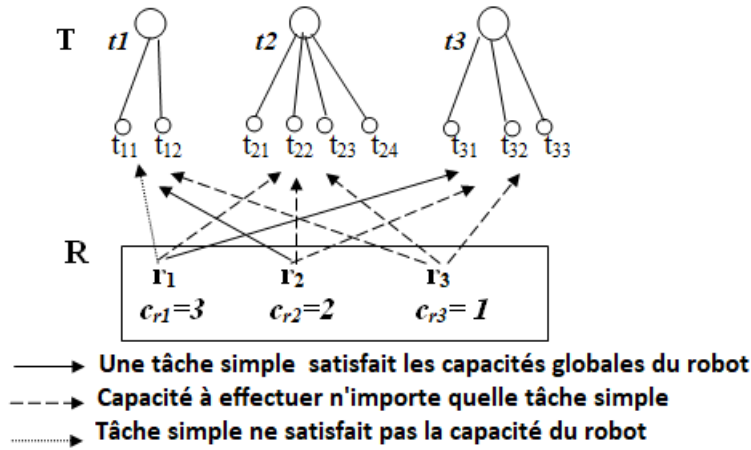 T t1 t2 t3
t11 t12 t21 t22 t23 t24 t31 t32 t33
R
r1 r2 r3
cr1=3 cr2=2 cr3= 1
Une tâche simple satisfait les capacités globales du robot
Capacité à effectuer n'importe quelle tâche simple
Tâche simple ne satisfait pas la capacité du robot